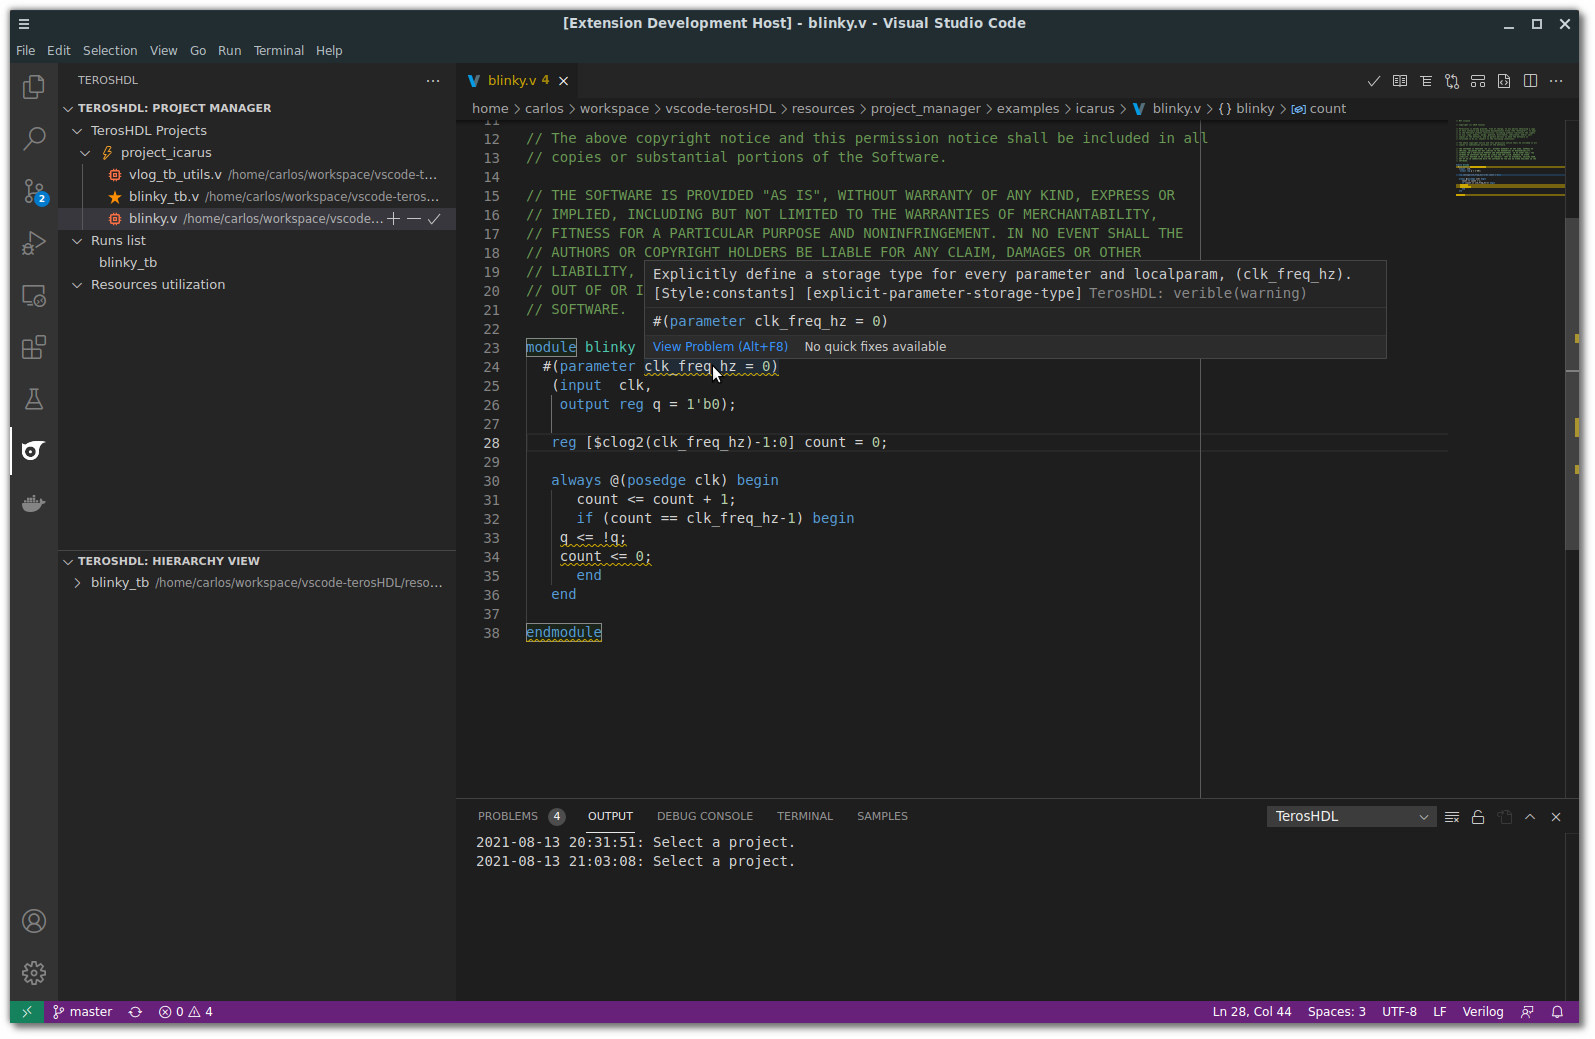 [Extension Development Host] - blinky.v - Visual Studio Code
File Edit Selection View Go Run Terminal Help
TEROSHDL
TEROSHDL: PROJECT MANAGER
TerosHDL Projects
project_icarus
vlog_tb_utils.v /home/carlos/workspace/vscode-t...
blinky_tb.v /home/carlos/workspace/vscode-teros...
blinky.v /home/carlos/workspace/vscode...
Runs list
blinky_tb
Resources utilization
2
TEROSHDL: HIERARCHY VIEW
blinky_tb /home/carlos/workspace/vscode-terosHDL/reso...
blinky.v 4
home > carlos > workspace > vscode-terosHDL > resources > project_manager > examples > icarus > blinky.v > {} blinky > count
11
12 // The above copyright notice and this permission notice shall be included in all
13 // copies or substantial portions of the Software.
14
15 // THE SOFTWARE IS PROVIDED "AS IS", WITHOUT WARRANTY OF ANY KIND, EXPRESS OR
16 // IMPLIED, INCLUDING BUT NOT LIMITED TO THE WARRANTIES OF MERCHANTABILITY,
17 // FITNESS FOR A PARTICULAR PURPOSE AND NONINFRINGEMENT. IN NO EVENT SHALL THE
18 // AUTHORS OR COPYRIGHT HOLDERS BE LIABLE FOR ANY CLAIM, DAMAGES OR OTHER
19 // LIABILITY,
20 // OUT OF OR I
21 // SOFTWARE.
22
Explicitly define a storage type for every parameter and localparam, (clk_freq_hz).
[Style:constants] [explicit-parameter-storage-type] TerosHDL: verible(warning)
#(parameter clk_freq_hz = 0)
View Problem (Alt+F8) No quick fixes available
23 module blinky
24 #(parameter clk_freq_hz = 0)
25 (input  clk,
26 output reg q = 1'b0);
27
28 reg [$clog2(clk_freq_hz)-1:0] count = 0;
29
30 always @(posedge clk) begin
31 count <= count + 1;
32 if (count == clk_freq_hz-1) begin
33 q <= !q;
34 count <= 0;
35 end
36 end
37
38 endmodule
PROBLEMS 4 OUTPUT DEBUG CONSOLE TERMINAL SAMPLES TerosHDL
2021-08-13 20:31:51: Select a project.
2021-08-13 21:03:08: Select a project.
master 0 4 Ln 28, Col 44 Spaces: 3 UTF-8 LF Verilog